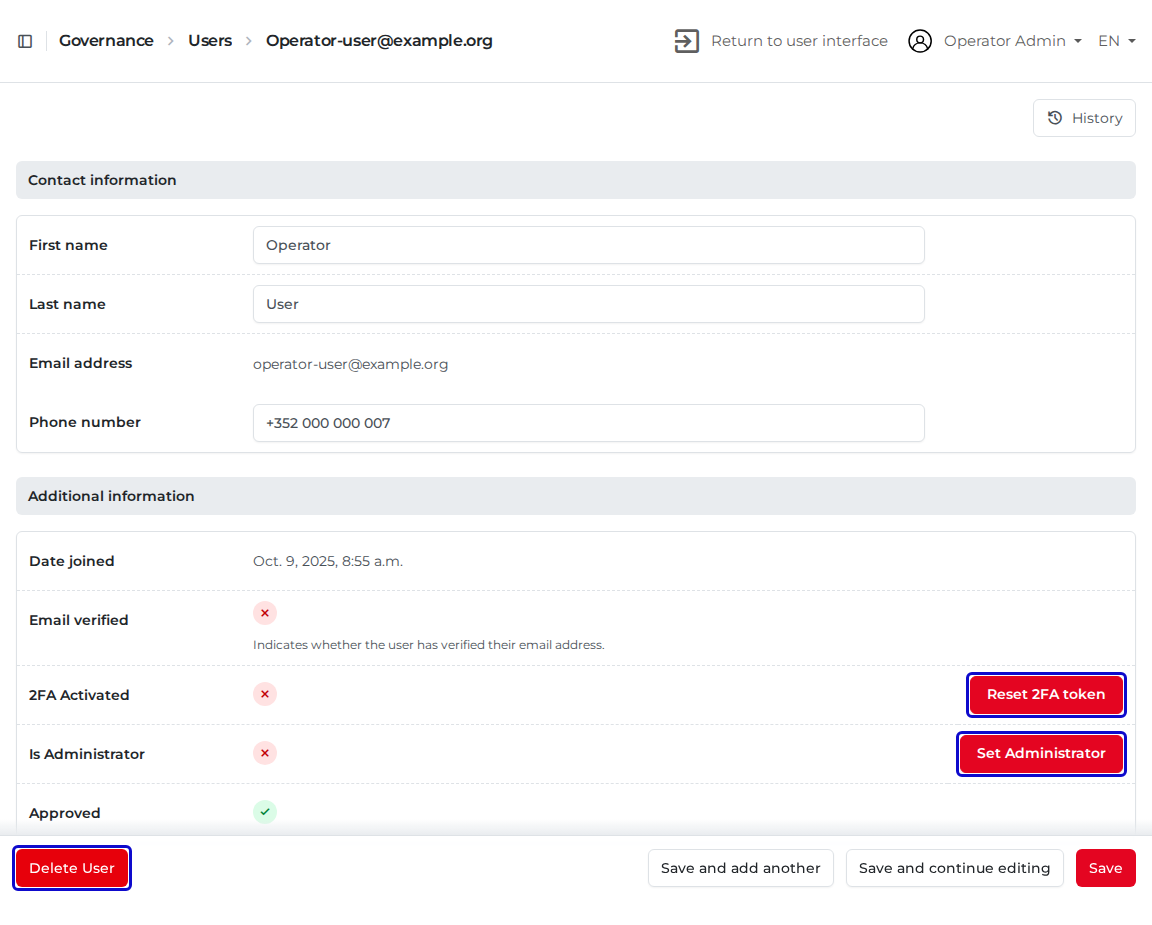 Governance > Users > Operator-user@example.org
Return to user interface
Operator Admin
EN
History
Contact information
First name
Operator
Last name
User
Email address
operator-user@example.org
Phone number
+352 000 000 007
Additional information
Date joined
Oct. 9, 2025, 8:55 a.m.
Email verified
Indicates whether the user has verified their email address.
2FA Activated
Reset 2FA token
Is Administrator
Set Administrator
Approved
Delete User
Save and add another
Save and continue editing
Save